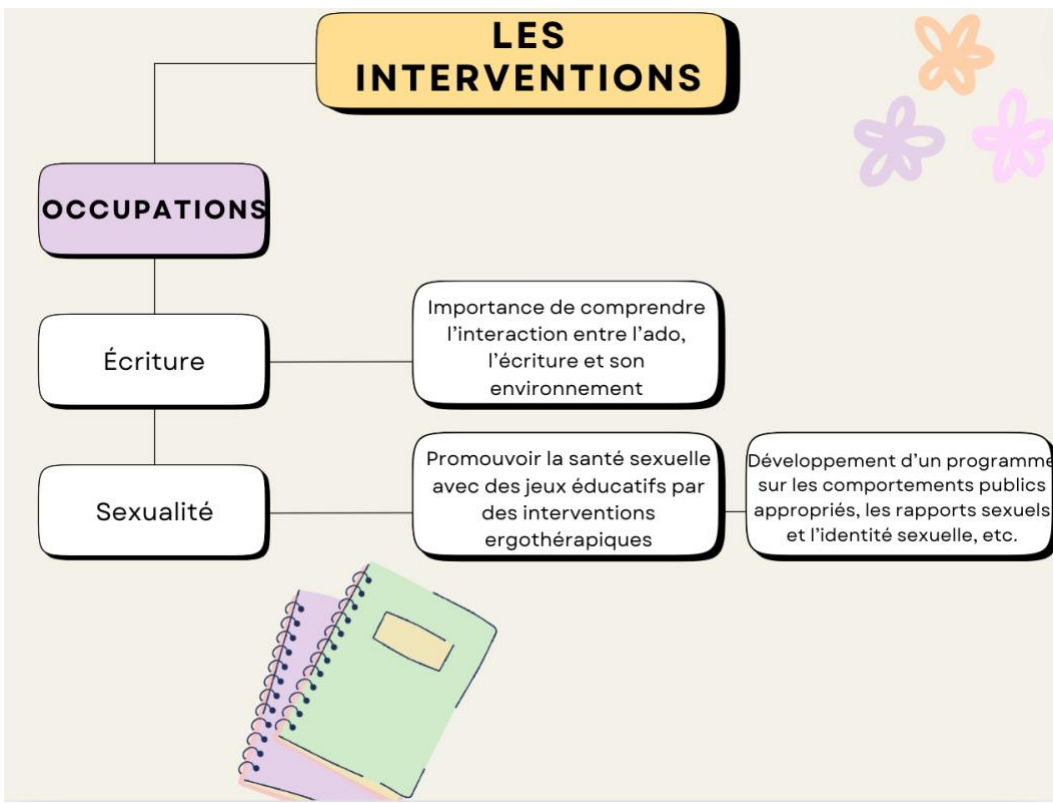 LES
INTERVENTIONS
OCCUPATIONS
Écriture
Importance de comprendre
l'interaction entre l'ado,
l'écriture et son
environnement
Sexualité
Promouvoir la santé sexuelle
avec des jeux éducatifs par
des interventions
ergothérapiques
Développement d'un programme
sur les comportements publics
appropriés, les rapports sexuels
et l'identité sexuelle, etc.